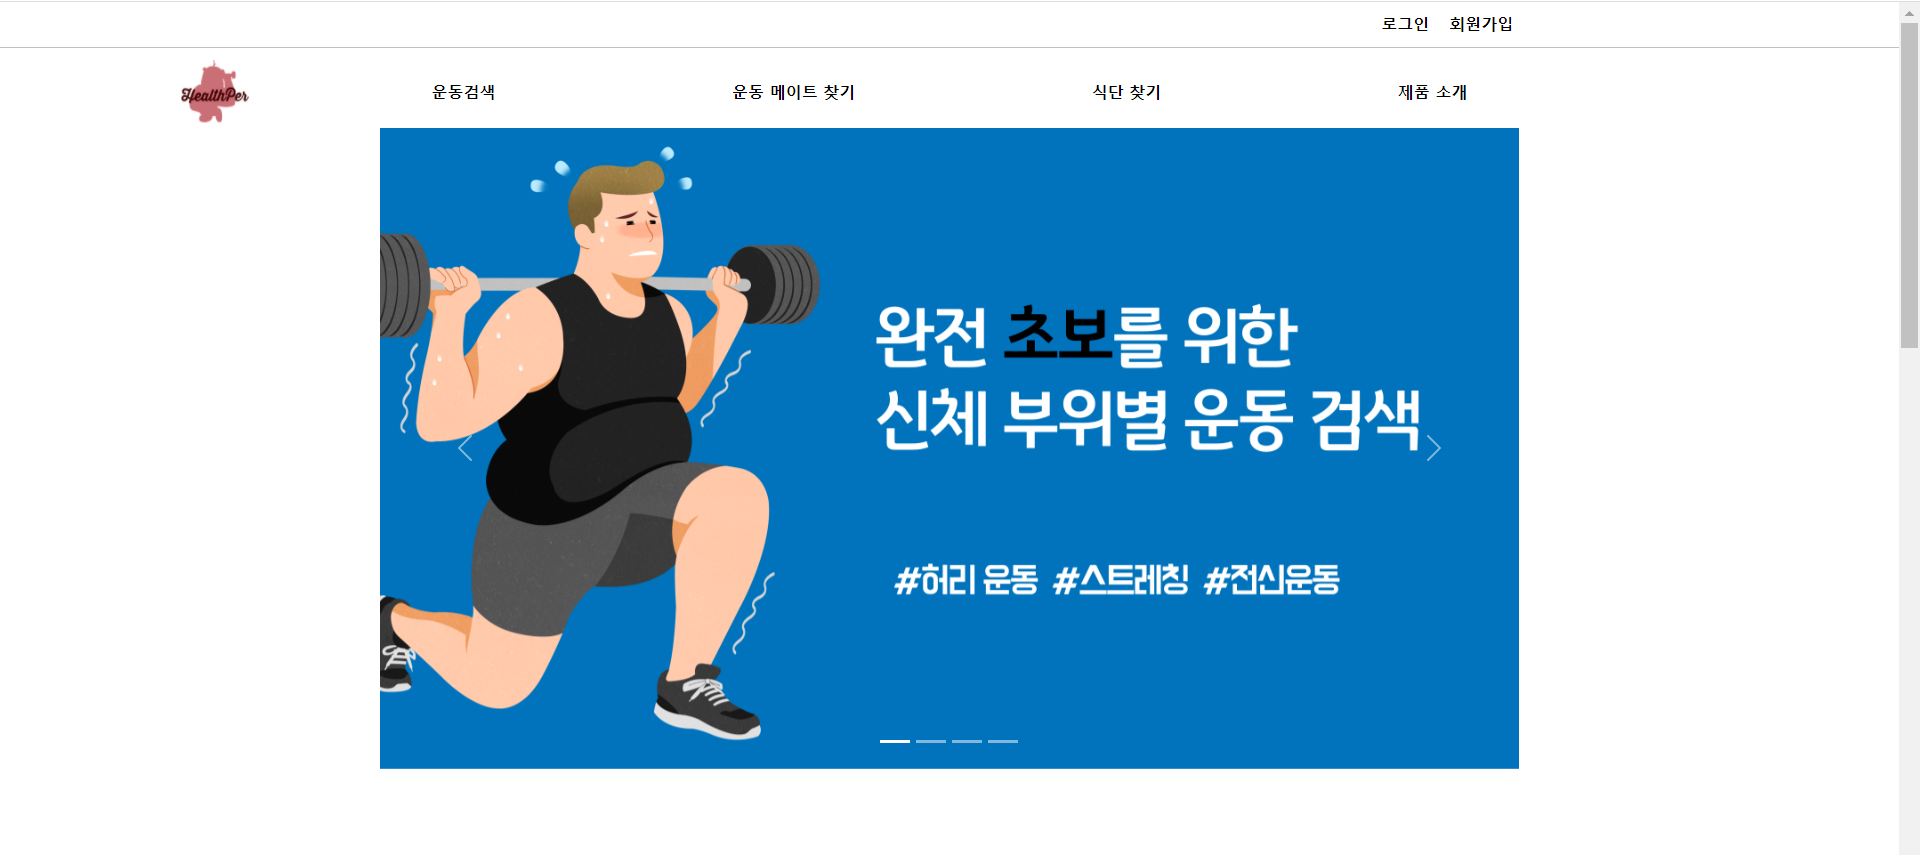 로그인 회원가입
HealthPer
운동검색 운동 메이트 찾기 식단 찾기 제품 소개
완전 초보를 위한
신체 부위별 운동 검색
#허리 운동 #스트레칭 #전신운동